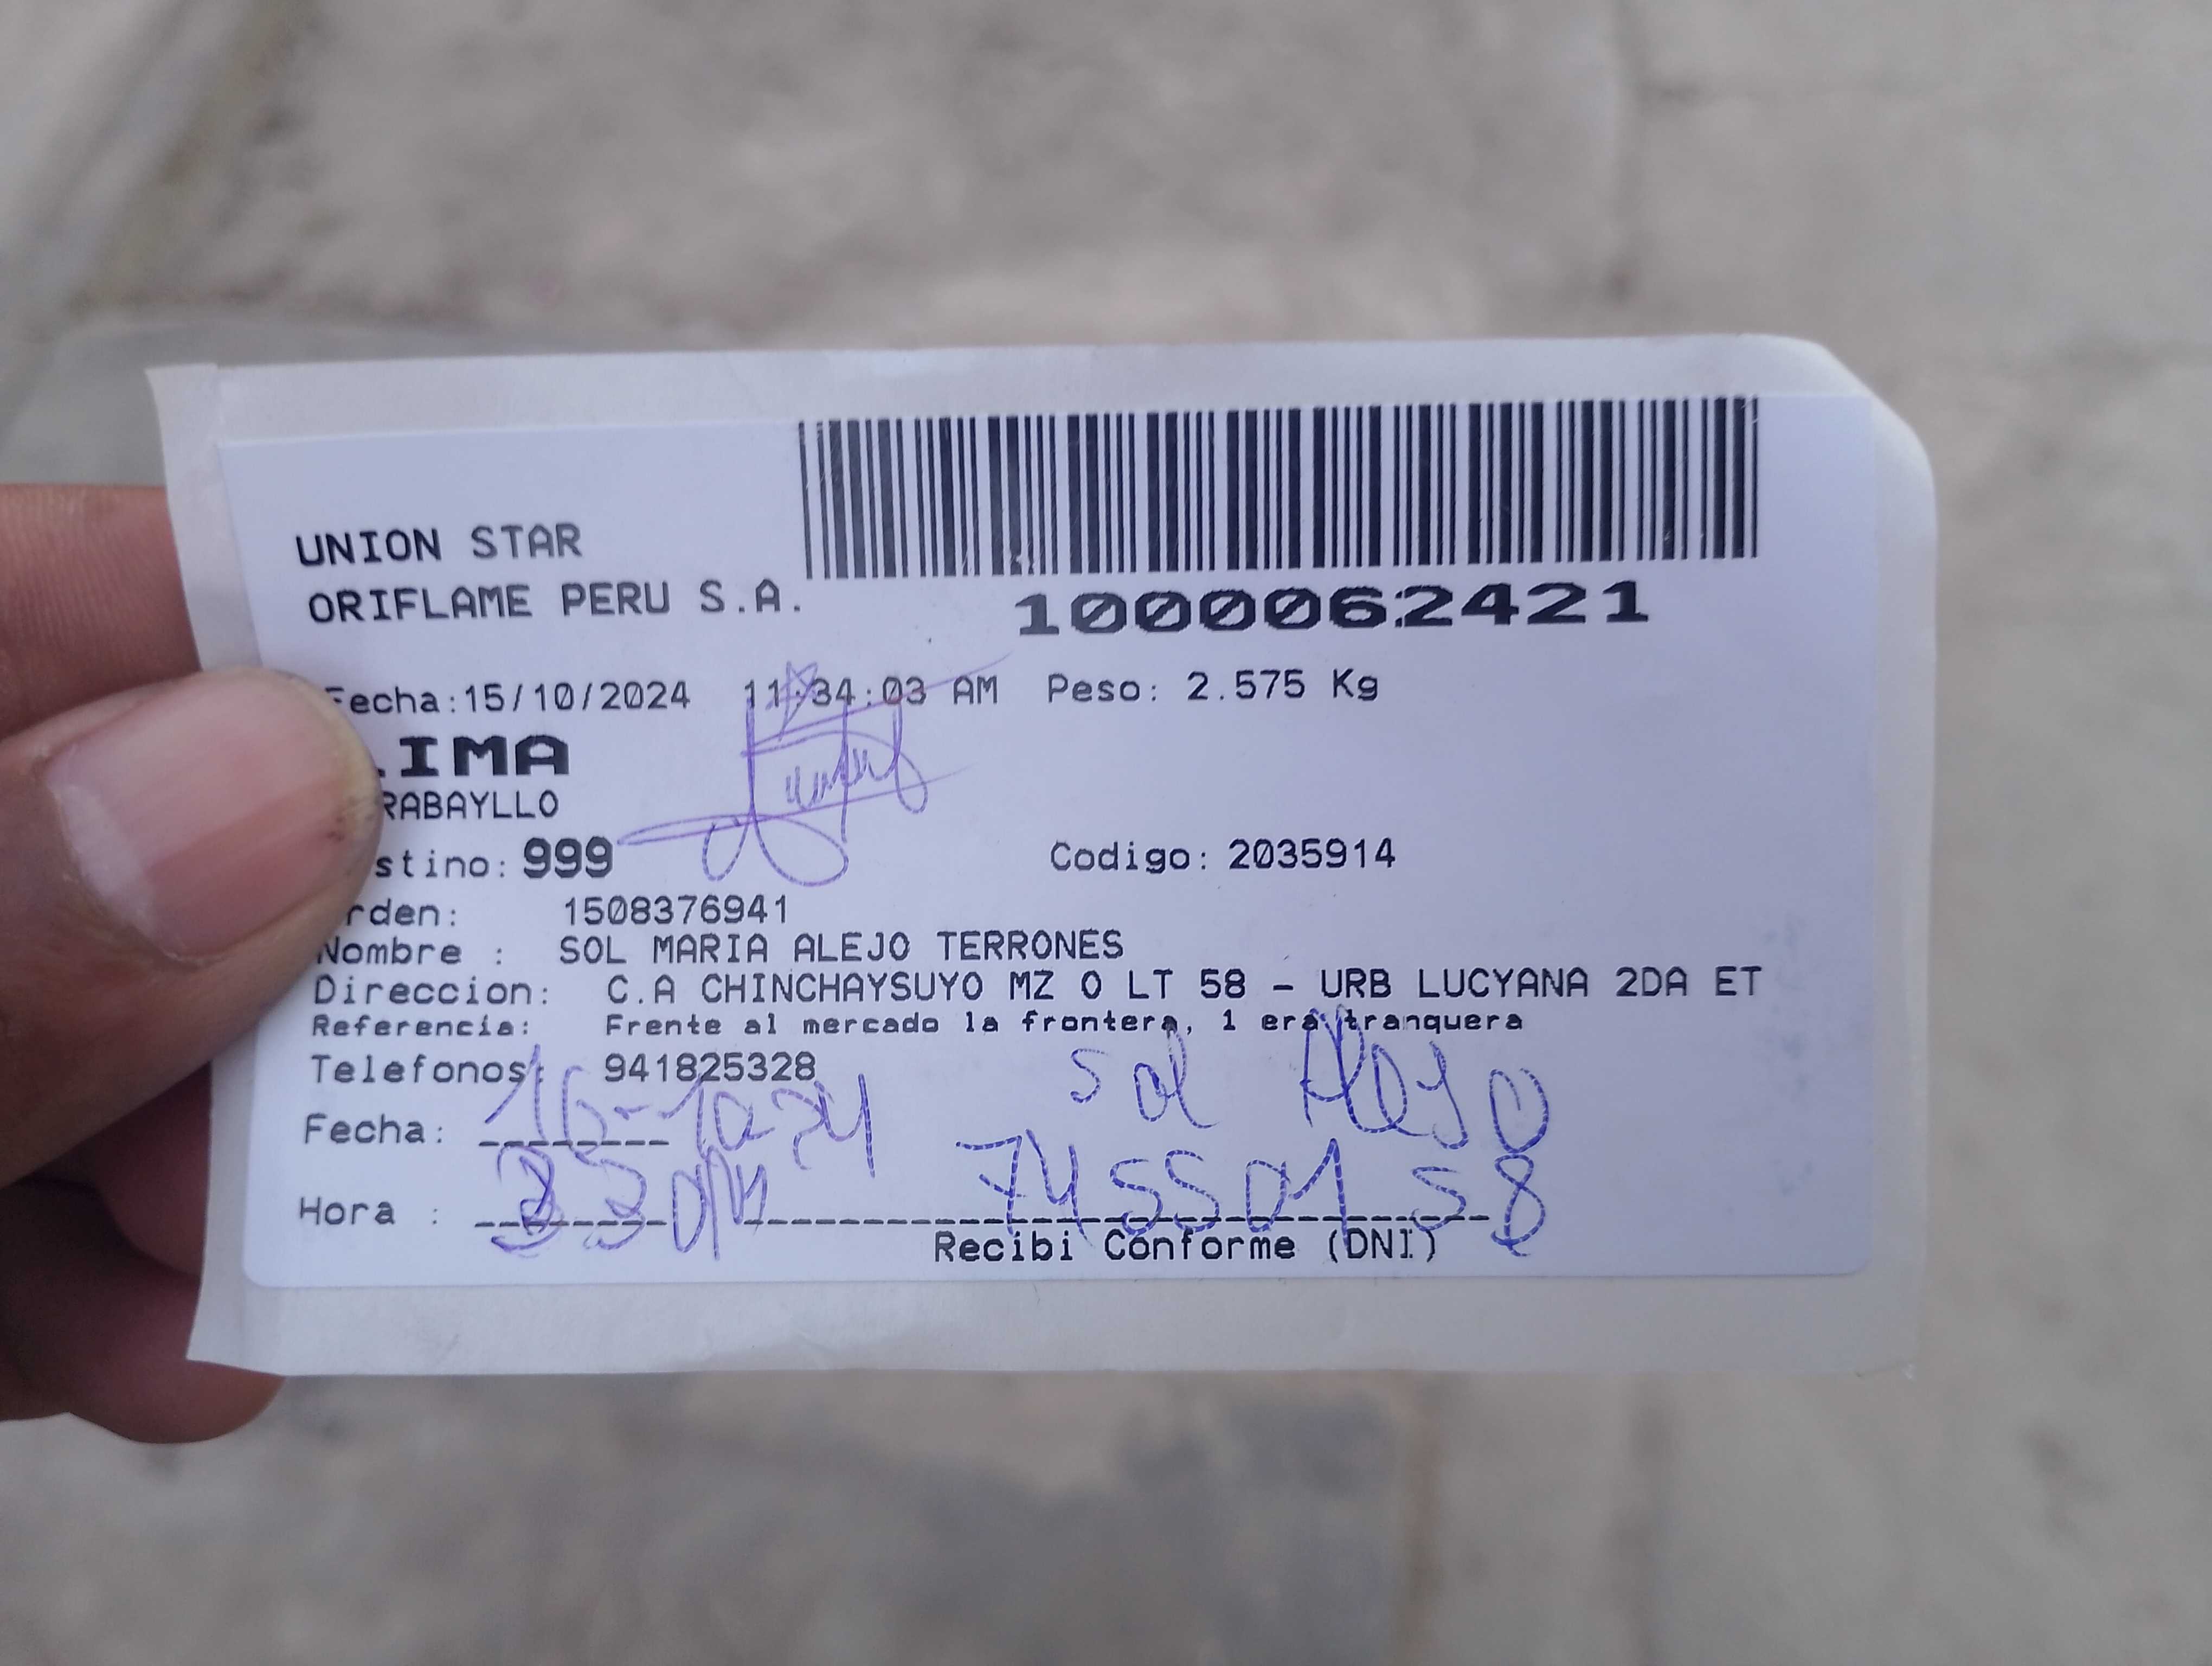 UNION STAR
ORIFLAME PERU S.A.
1000062421
Fecha:15/10/2024 11:34:03 AM Peso: 2.575 Kg
LIMA
RABAYLLO
stino: 999 Codigo: 2035914
rden: 1508376941
Nombre : SOL MARIA ALEJO TERRONES
Direccion: C.A CHINCHAYSUYO MZ O LT 58 - URB LUCYANA 2DA ET
Referencia: Frente al mercado la frontera, 1 era tranquera
Telefonos: 941825328
Sol Alejo
Fecha: 16-10-24
Hora : 74550158
Recibi Conforme (DNI)